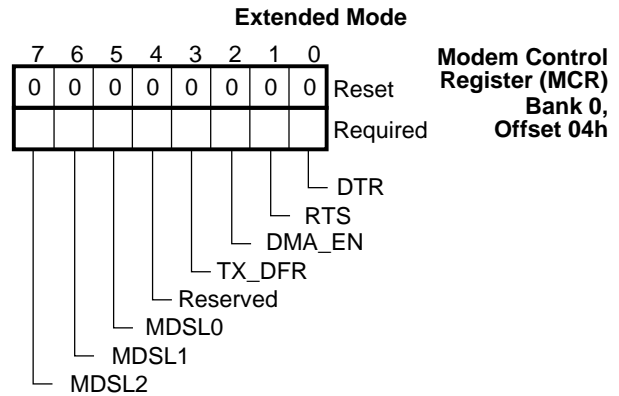 Extended Mode
7 6 5 4 3 2 1 0
Modem Control
Register (MCR)
Bank 0,
Offset 04h
0 0 0 0 0 0 0 0 Reset
Required
DTR
RTS
DMA_EN
TX_DFR
Reserved
MDSL0
MDSL1
MDSL2